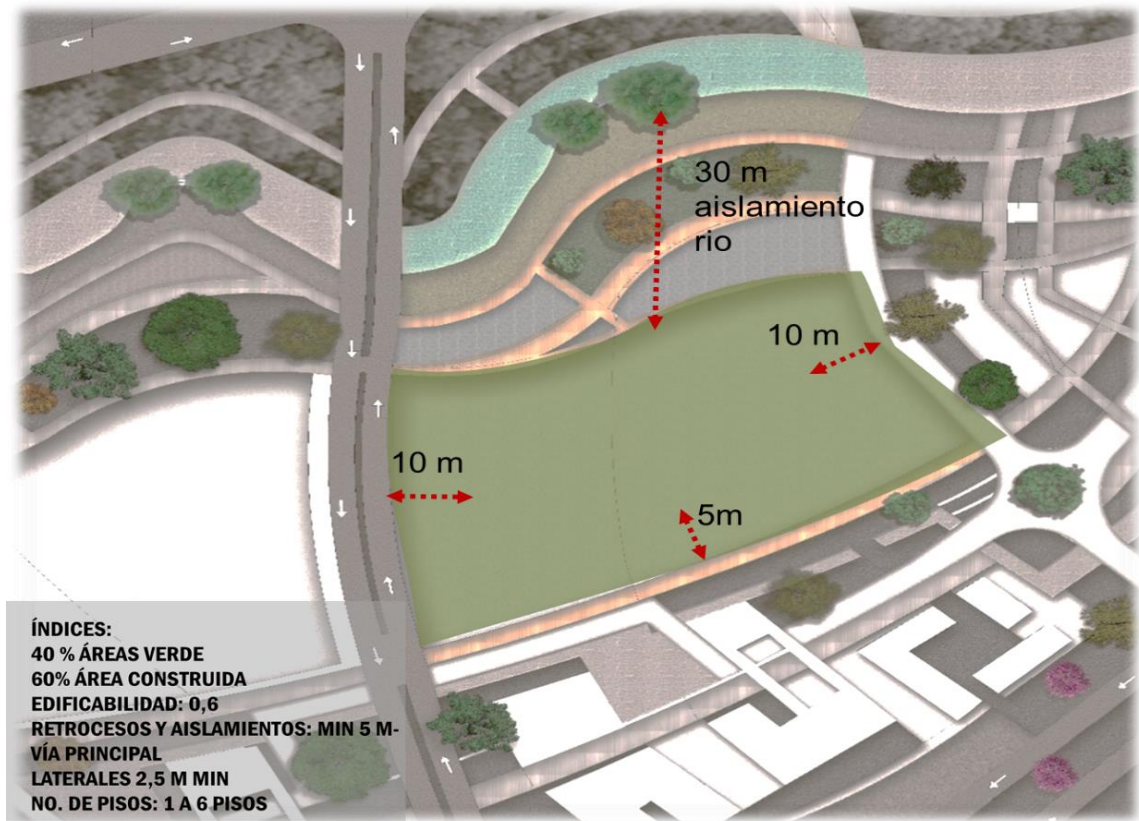 30 m
aislamiento
rio
10 m
10 m
5m
ÍNDICES:
40 % ÁREAS VERDE
60% ÁREA CONSTRUIDA
EDIFICABILIDAD: 0,6
RETROCESOS Y AISLAMIENTOS: MIN 5 M-
VÍA PRINCIPAL
LATERALES 2,5 M MIN
NO. DE PISOS: 1 A 6 PISOS